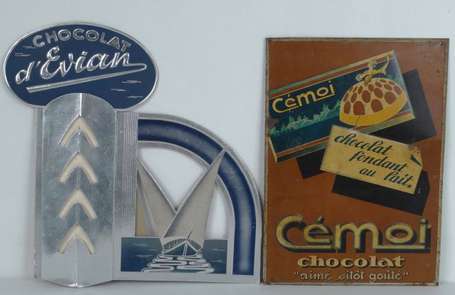 CHOCOLAT
d'Evian
Cémoi
chocolat
fondant
au lait.
Cémoi
chocolat
"aimé sitôt goûté"